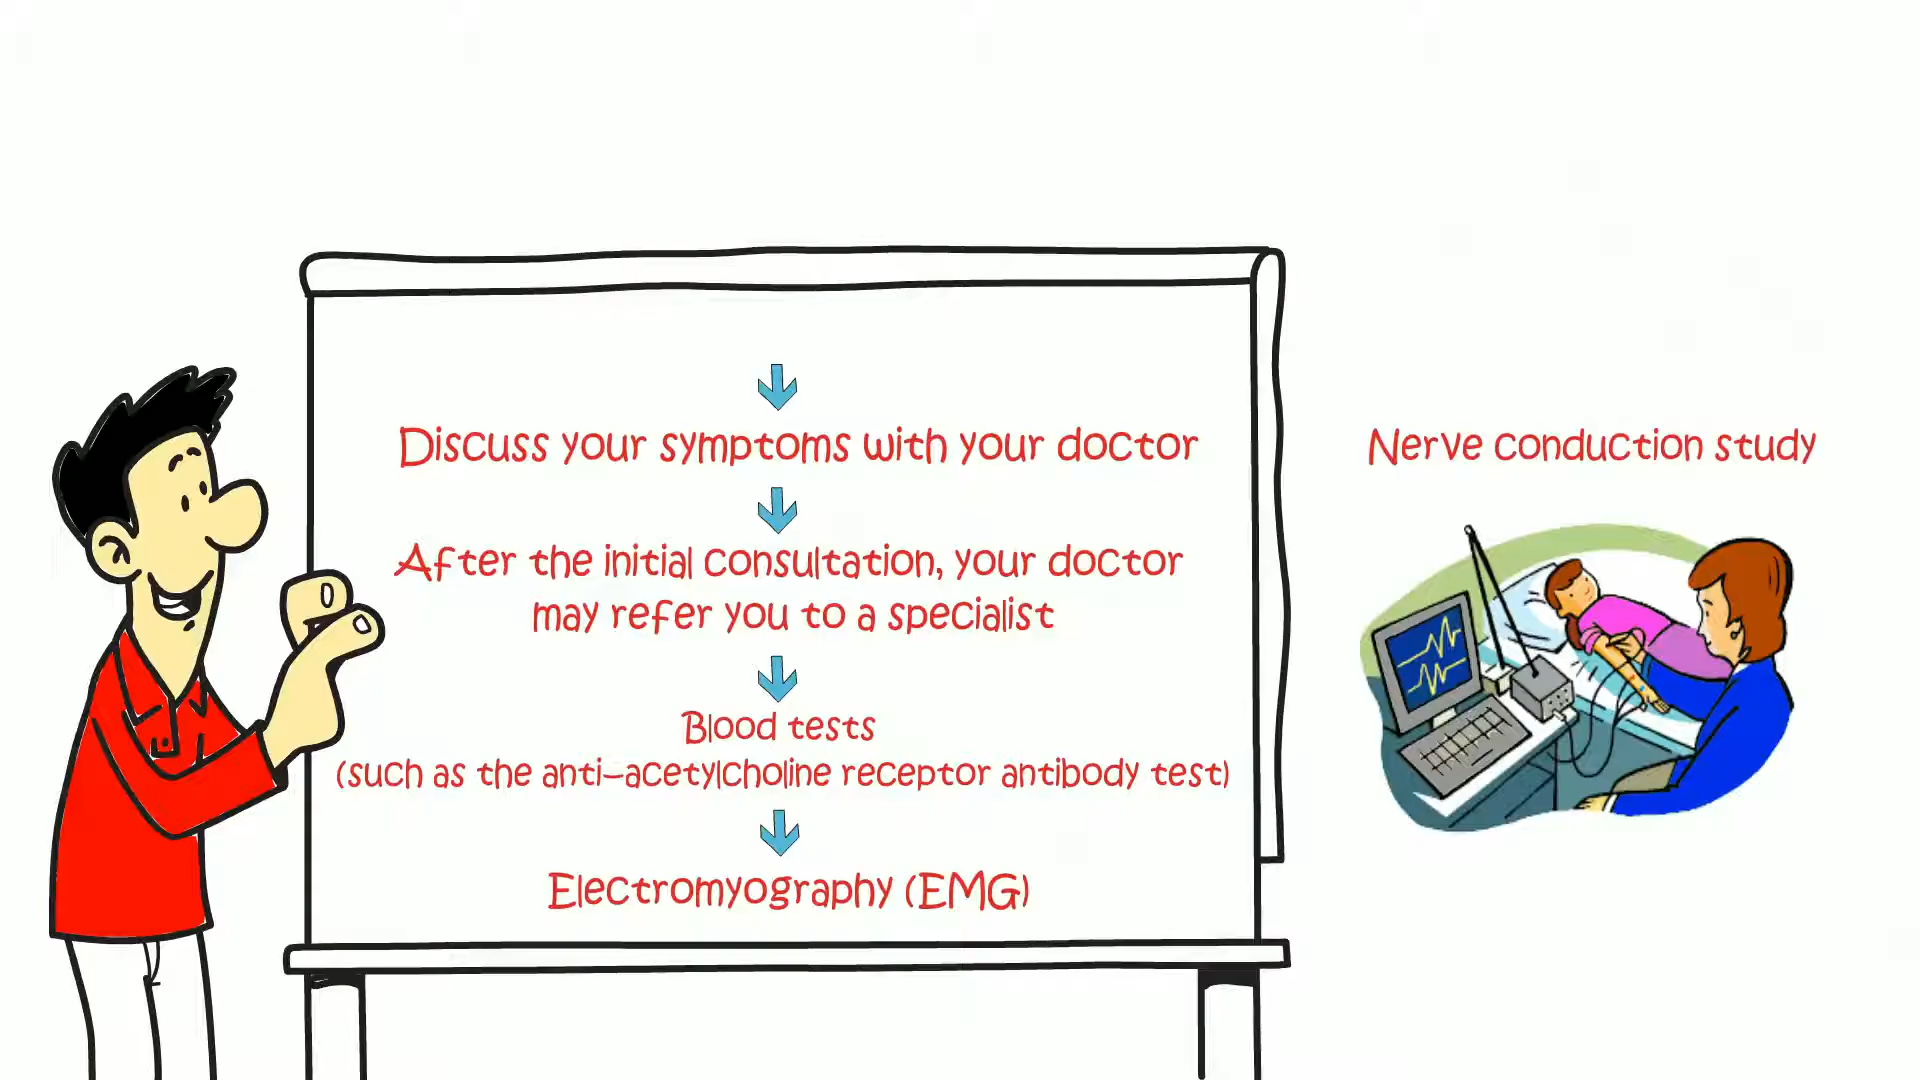 Discuss your symptoms with your doctor
After the initial consultation, your doctor
may refer you to a specialist
Blood tests
(such as the anti-acetylcholine receptor antibody test)
Electromyography (EMG)
Nerve conduction study